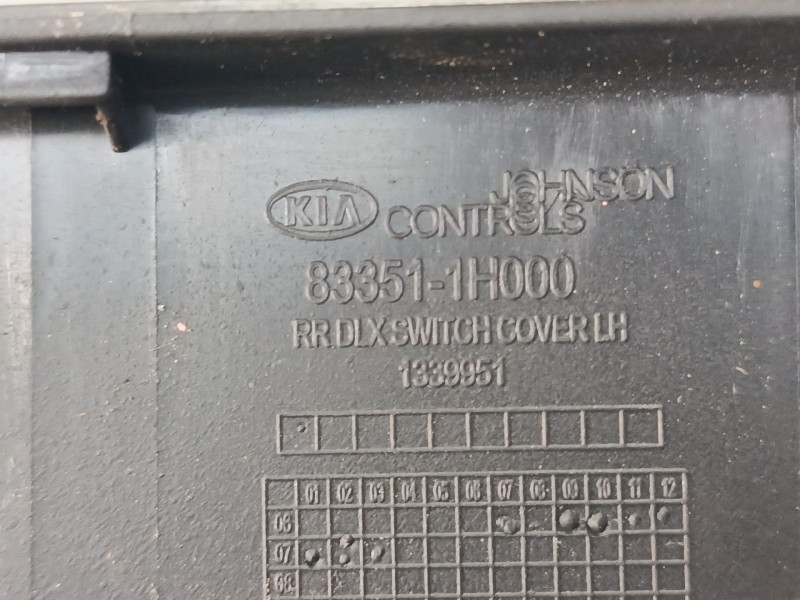 KIA JOHNSON
CONTROLS
83351-1H000
RR DLX SWITCH COVER LH
1339951
01 02 03 04 05 06 07 08 09 10 11 12
06
07
08